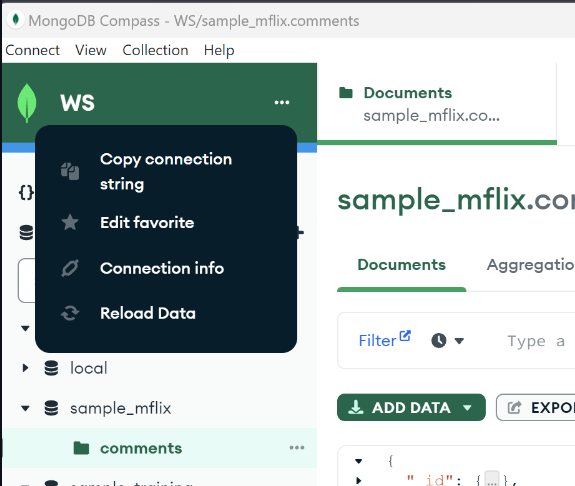 MongoDB Compass - WS/sample_mflix.comments
Connect View Collection Help
WS
Documents
sample_mflix.co...
Copy connection
string
Edit favorite
Connection info
Reload Data
{}
+
local
sample_mflix
comments
sample_training
sample_mflix.co
Documents Aggregatio
Filter Type a
ADD DATA EXPO
{
"_id": {...},